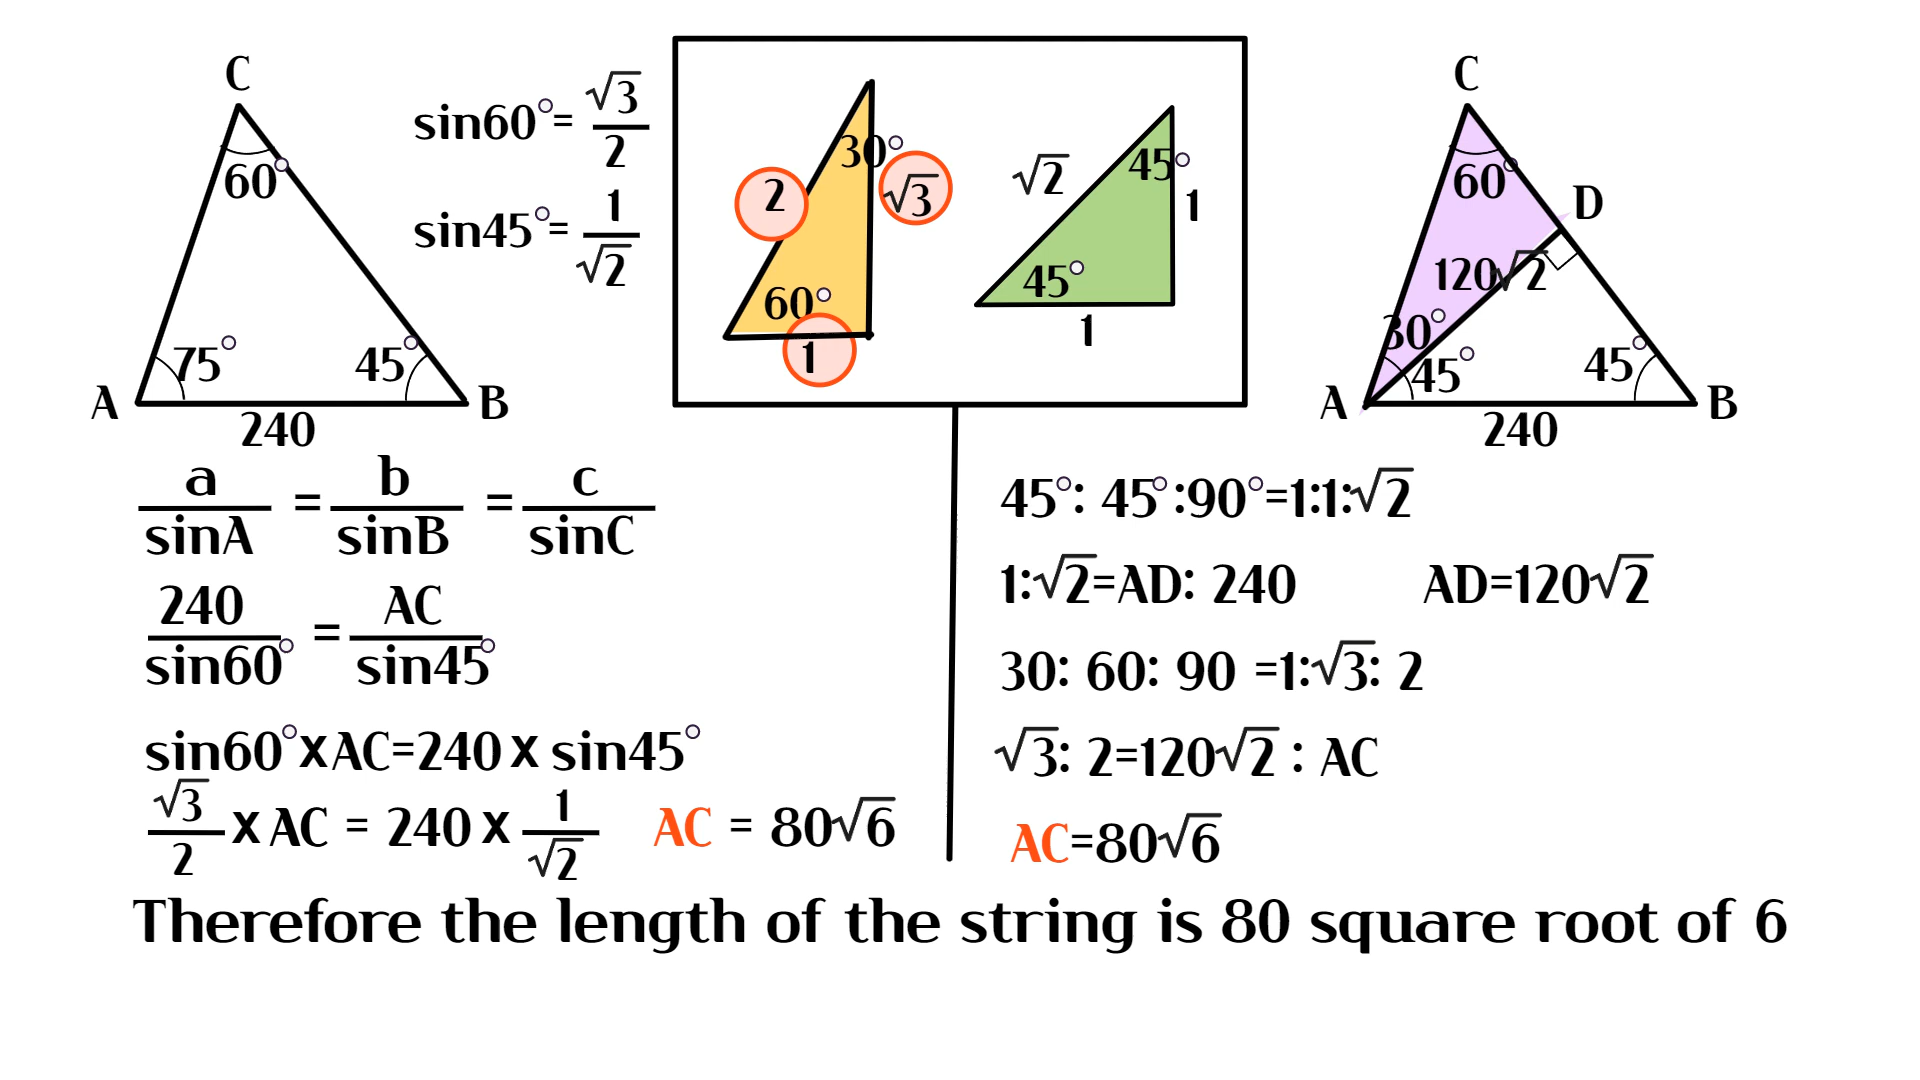 C
60°
75°
45°
A
B
240
sin60°= √3/2
sin45°= 1/√2
2
30°
√3
60°
1
√2
45°
1
45°
1
C
60°
D
120√2
30°
45°
45°
A
B
240
a/sinA = b/sinB = c/sinC
240/sin60° = AC/sin45°
sin60°xAC=240 x sin45°
√3/2 x AC = 240 x 1/√2 AC = 80√6
45°: 45°:90°=1:1:√2
1:√2=AD: 240 AD=120√2
30: 60: 90 =1:√3: 2
√3: 2=120√2 : AC
AC=80√6
Therefore the length of the string is 80 square root of 6